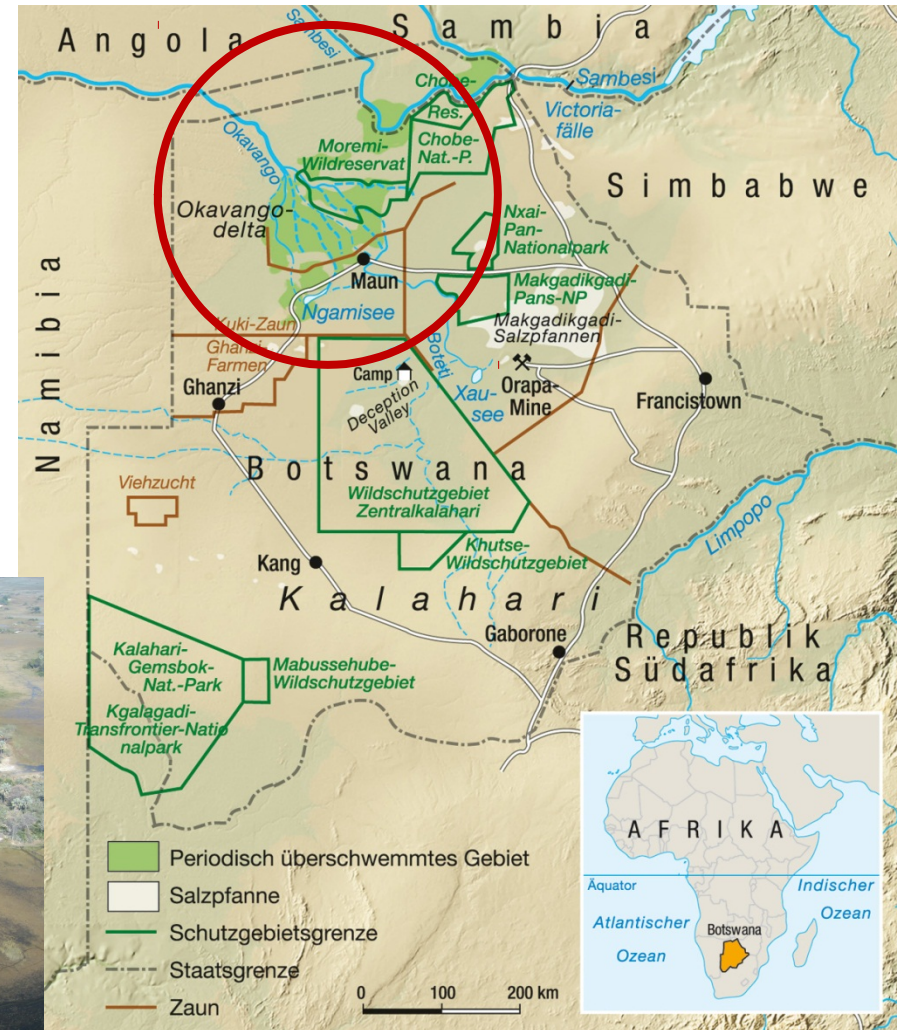 Angola
Sambia
Sambesi
Sambesi
Victoria-
fälle
Chobe-
Res.
Chobe-
Nat.-P.
Moremi-
Wildreservat
Okavango
Okavango-
delta
Simbabwe
Nxai-
Pan-
Nationalpark
Maun
Makgadikgadi-
Pans-NP
Makgadikgadi-
Salzpfannen
Ngamisee
Kuki-Zaun
Ghanzi-
Farmen
Ghanzi
Namibia
Camp
Deception
Valley
Boteti
Xau-
see
Orapa-
Mine
Francistown
Botswana
Viehzucht
Wildschutzgebiet
Zentralkalahari
Limpopo
Khutse-
Wildschutzgebiet
Kang
Kalahari
Gaborone
Republik
Südafrika
Kalahari-
Gemsbok-
Nat.-Park
Mabussehube-
Wildschutzgebiet
Kgalagadi-
Transfrontier-Natio
nalpark
Periodisch überschwemmtes Gebiet
Salzpfanne
Schutzgebietsgrenze
Staatsgrenze
Zaun
0 100 200 km
AFRIKA
Äquator
Indischer
Ozean
Atlantischer
Ozean
Botswana